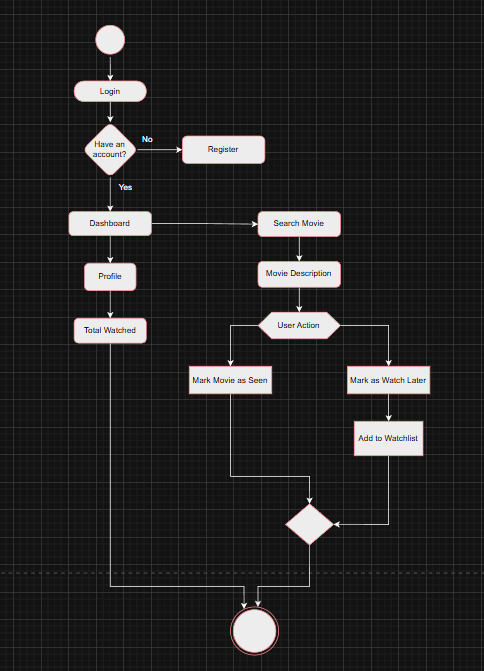 Login
Have an
account?
No
Register
Yes
Dashboard
Search Movie
Profile
Movie Description
Total Watched
User Action
Mark Movie as Seen
Mark as Watch Later
Add to Watchlist